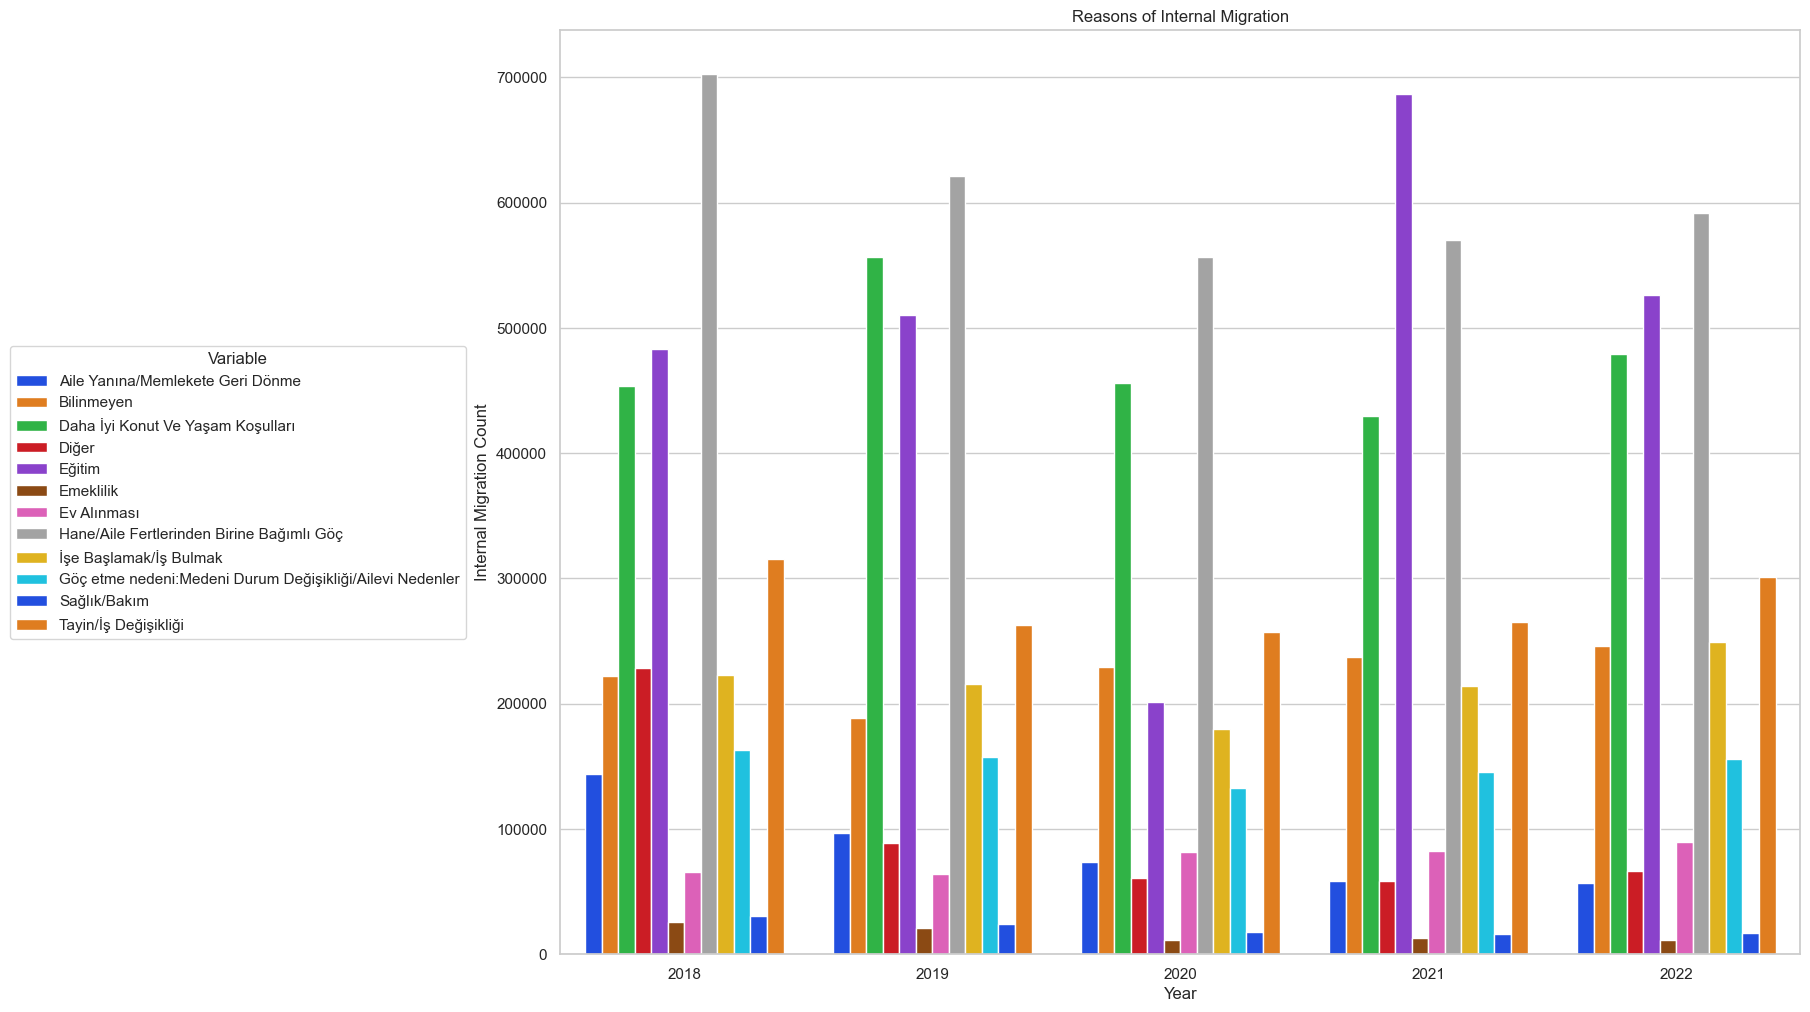 Reasons of Internal Migration
700000
600000
500000
400000
300000
200000
100000
0
Internal Migration Count
2018
2019
2020
2021
2022
Year
Variable
Aile Yanına/Memlekete Geri Dönme
Bilinmeyen
Daha İyi Konut Ve Yaşam Koşulları
Diğer
Eğitim
Emeklilik
Ev Alınması
Hane/Aile Fertlerinden Birine Bağımlı Göç
İşe Başlamak/İş Bulmak
Göç etme nedeni:Medeni Durum Değişikliği/Ailevi Nedenler
Sağlık/Bakım
Tayin/İş Değişikliği